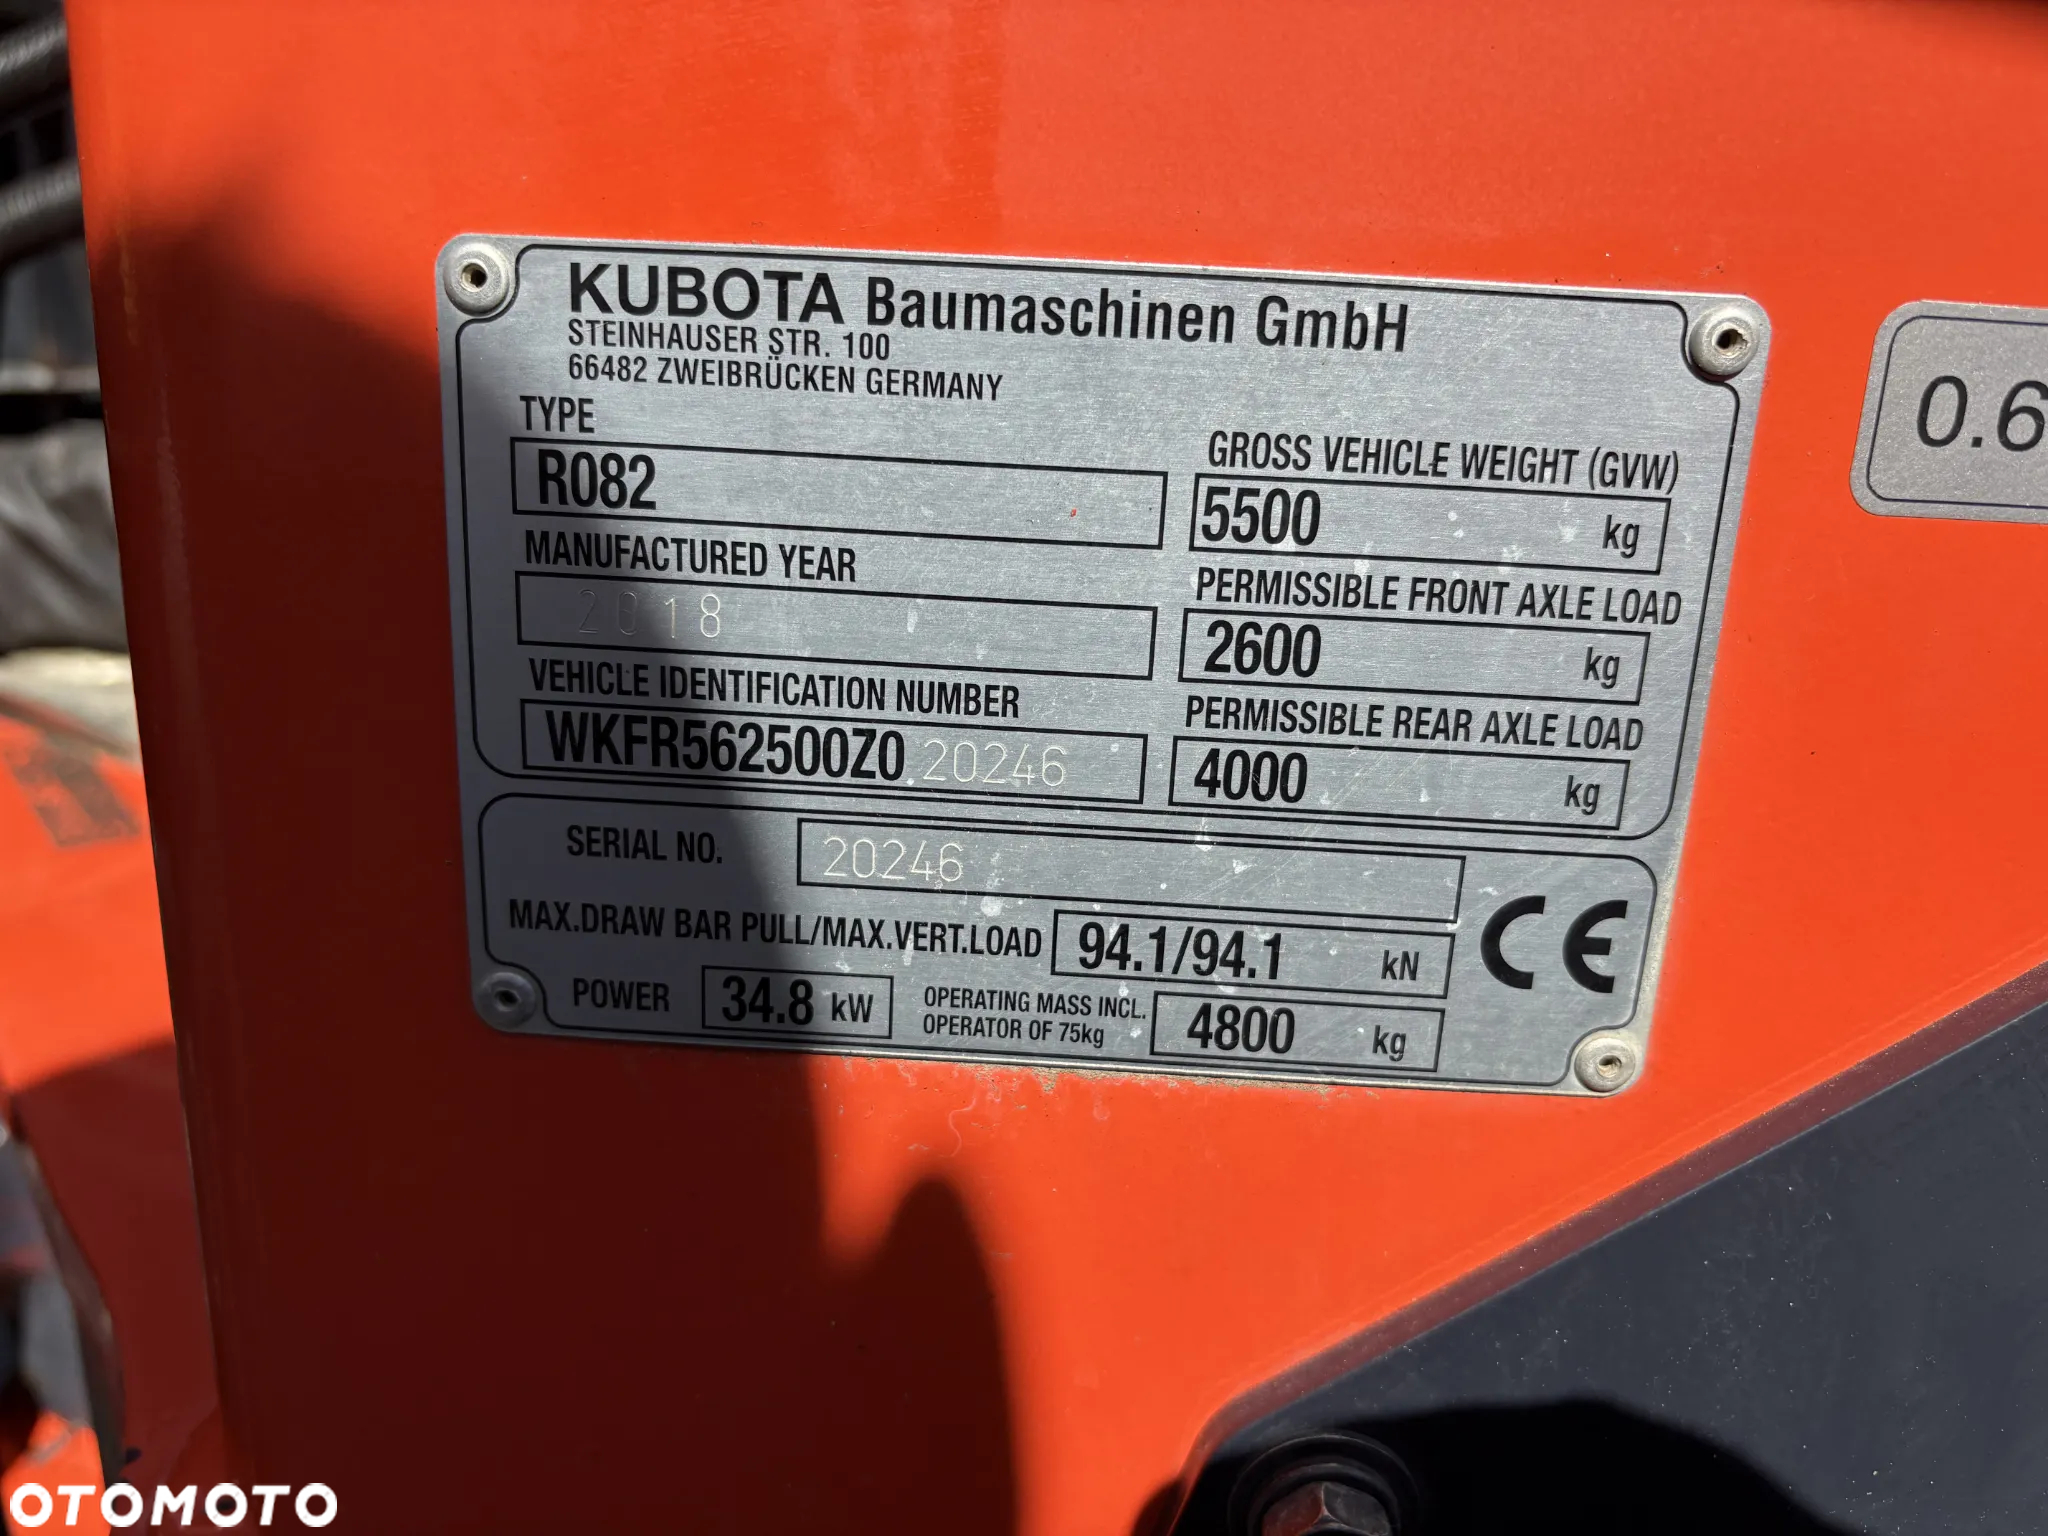 KUBOTA Baumaschinen GmbH
STEINHAUSER STR. 100
66482 ZWEIBRÜCKEN GERMANY
TYPE
R082
MANUFACTURED YEAR
2018
VEHICLE IDENTIFICATION NUMBER
WKFR562500Z0 20246
GROSS VEHICLE WEIGHT (GVW)
5500 kg
PERMISSIBLE FRONT AXLE LOAD
2600 kg
PERMISSIBLE REAR AXLE LOAD
4000 kg
SERIAL NO. 20246
MAX.DRAW BAR PULL/MAX.VERT.LOAD 94.1/94.1 kN
POWER 34.8 kW
OPERATING MASS INCL.
OPERATOR OF 75kg
4800 kg
CE
0.6
OTOMOTO